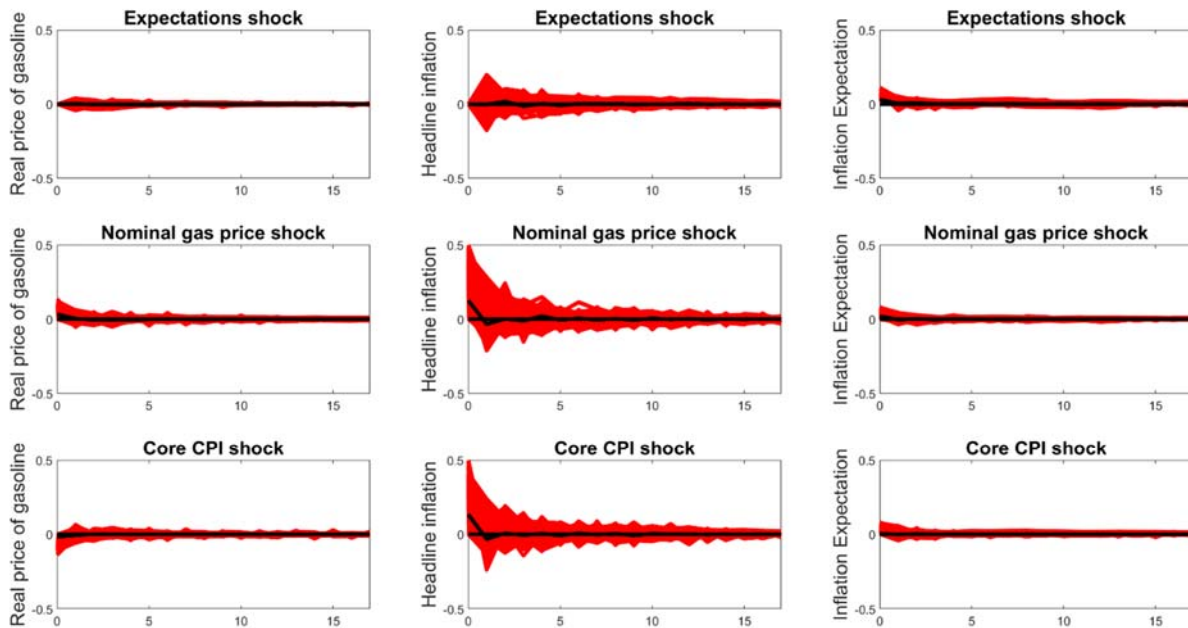 Expectations shock
Real price of gasoline
0.5
0
-0.5
0 5 10 15
Expectations shock
Headline inflation
0.5
0
-0.5
0 5 10 15
Expectations shock
Inflation Expectation
0.5
0
-0.5
0 5 10 15
Nominal gas price shock
Real price of gasoline
0.5
0
-0.5
0 5 10 15
Nominal gas price shock
Headline inflation
0.5
0
-0.5
0 5 10 15
Nominal gas price shock
Inflation Expectation
0.5
0
-0.5
0 5 10 15
Core CPI shock
Real price of gasoline
0.5
0
-0.5
0 5 10 15
Core CPI shock
Headline inflation
0.5
0
-0.5
0 5 10 15
Core CPI shock
Inflation Expectation
0.5
0
-0.5
0 5 10 15